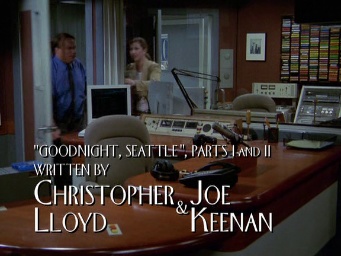 "GOODNIGHT, SEATTLE", PARTS I AND II
WRITTEN BY
CHRISTOPHER & JOE
LLOYD KEENAN